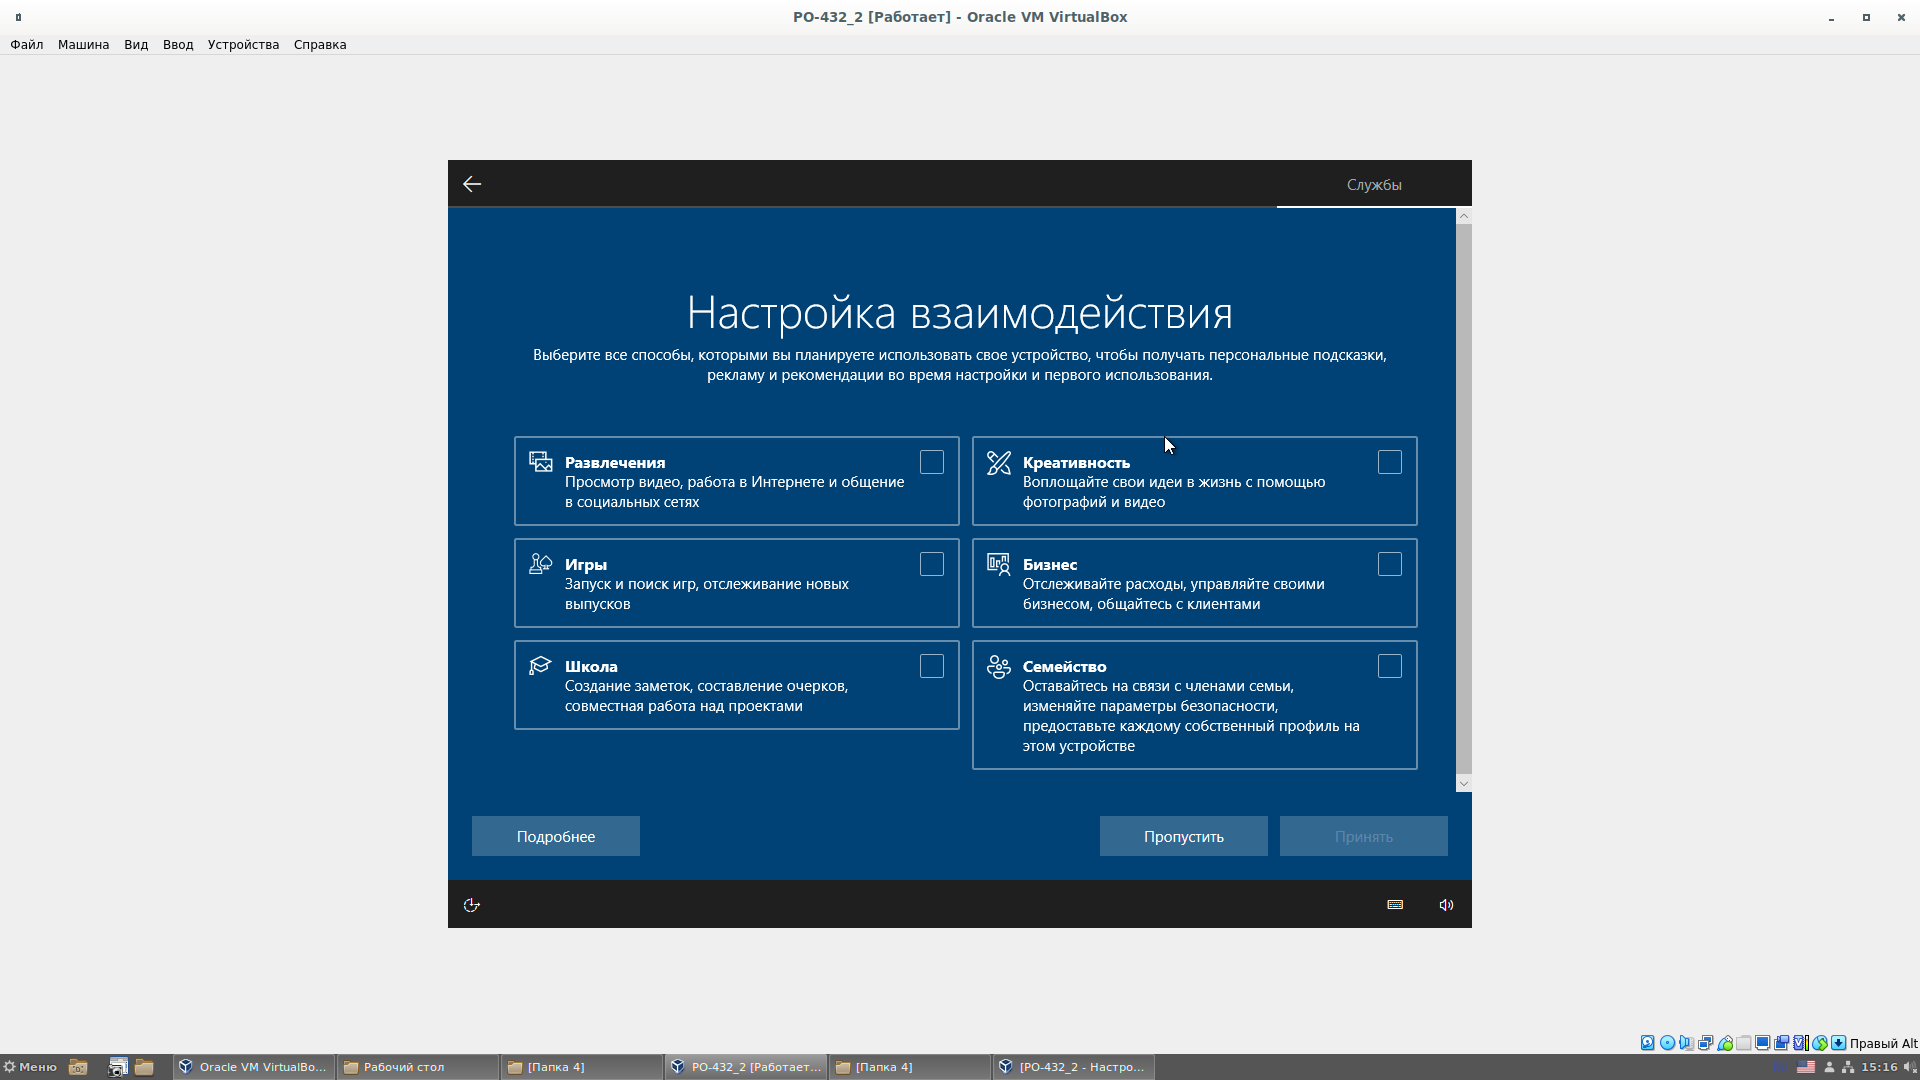 PO-432_2 [Работает] - Oracle VM VirtualBox
Файл Машина Вид Ввод Устройства Справка
Службы
Настройка взаимодействия
Выберите все способы, которыми вы планируете использовать свое устройство, чтобы получать персональные подсказки,
рекламу и рекомендации во время настройки и первого использования.
Развлечения
Просмотр видео, работа в Интернете и общение
в социальных сетях
Креативность
Воплощайте свои идеи в жизнь с помощью
фотографий и видео
Игры
Запуск и поиск игр, отслеживание новых
выпусков
Бизнес
Отслеживайте расходы, управляйте своими
бизнесом, общайтесь с клиентами
Школа
Создание заметок, составление очерков,
совместная работа над проектами
Семейство
Оставайтесь на связи с членами семьи,
изменяйте параметры безопасности,
предоставьте каждому собственный профиль на
этом устройстве
Подробнее
Пропустить
Принять
Правый Alt
Меню
Oracle VM VirtualBo...
Рабочий стол
[Папка 4]
PO-432_2 [Работает...
[Папка 4]
[PO-432_2 - Настро...
15:16